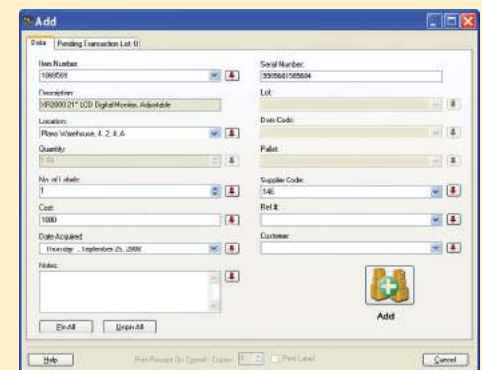 Add
Data
Pending Transaction List: 0
Item Number:
1069569
Description:
XR2000 21" LCD Digital Monitor, Adjustable
Location:
Plano Warehouse, 4, 2, 4, A
Quantity:
1.00
No. of Labels:
1
Cost:
1000
Date Acquired:
Thursday , September 25, 2008
Notes:
Pin All
Unpin All
Serial Number:
Lot:
Date Code:
Pallet:
Supplier Code:
146
Ref #:
Customer:
Add
Help
Print Receipt On Commit
Copies:
Print Label
Cancel